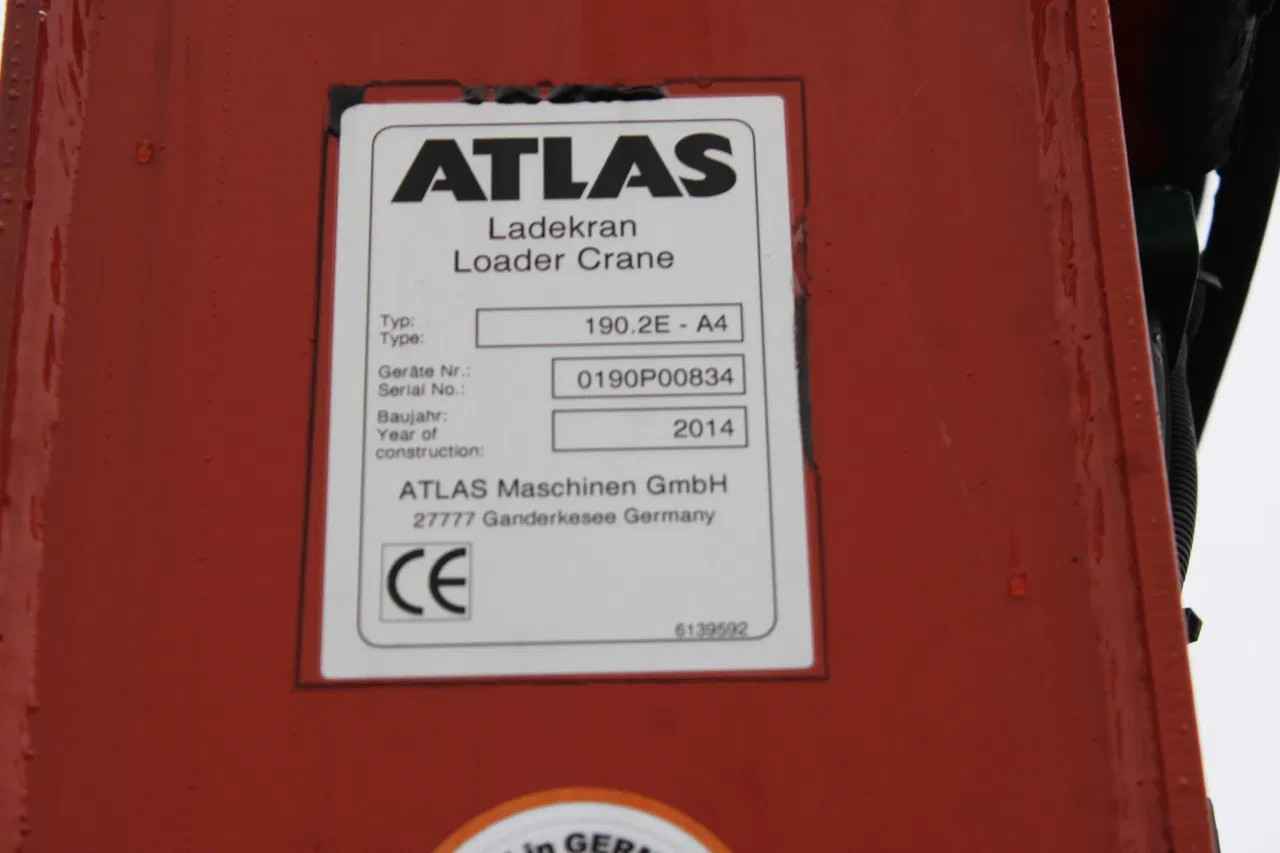 ATLAS
Ladekran
Loader Crane
Typ:
Type:
190.2E - A4
Geräte Nr.:
Serial No.:
0190P00834
Baujahr:
Year of
construction:
2014
ATLAS Maschinen GmbH
27777 Ganderkesee Germany
CE
6139592
in